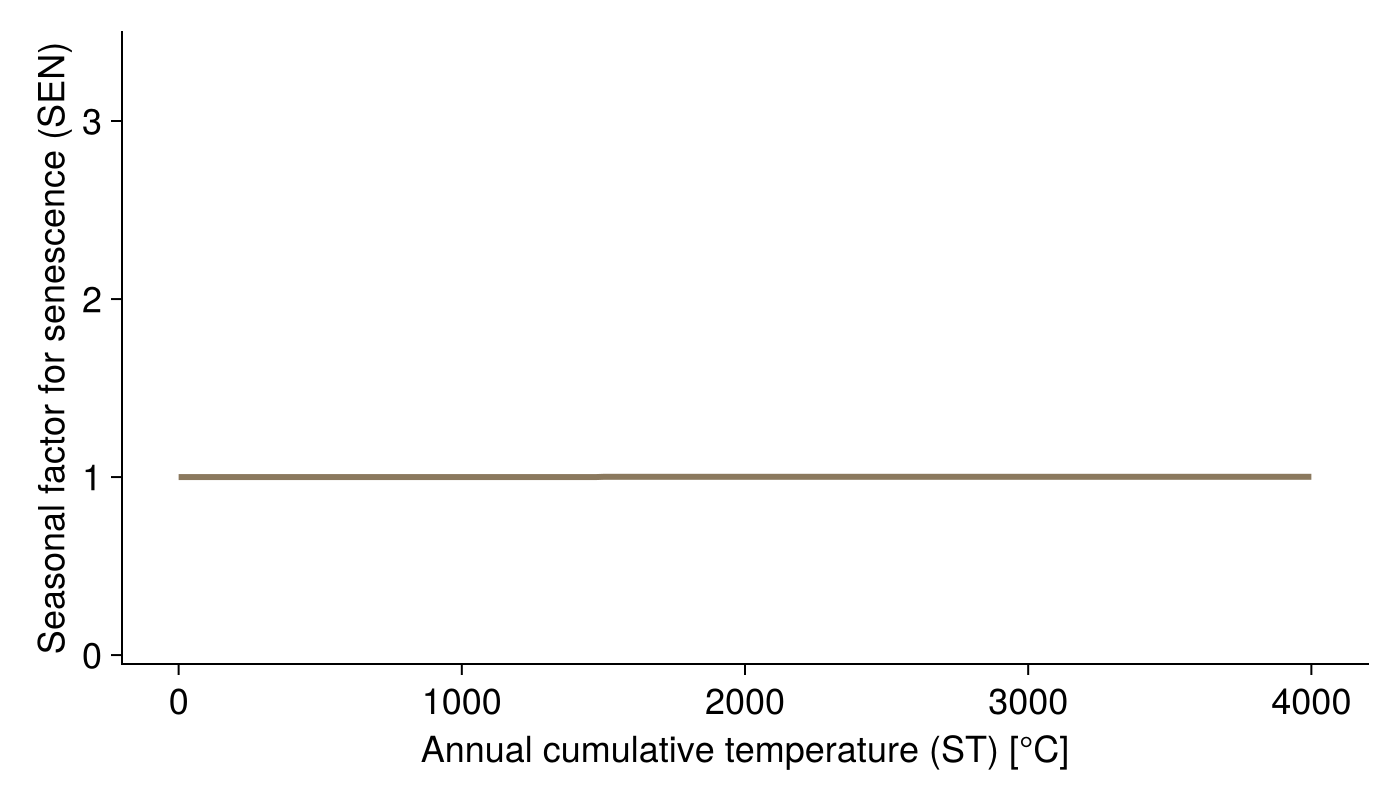 Seasonal factor for senescence (SEN)
3
2
1
0
0 1000 2000 3000 4000
Annual cumulative temperature (ST) [°C]